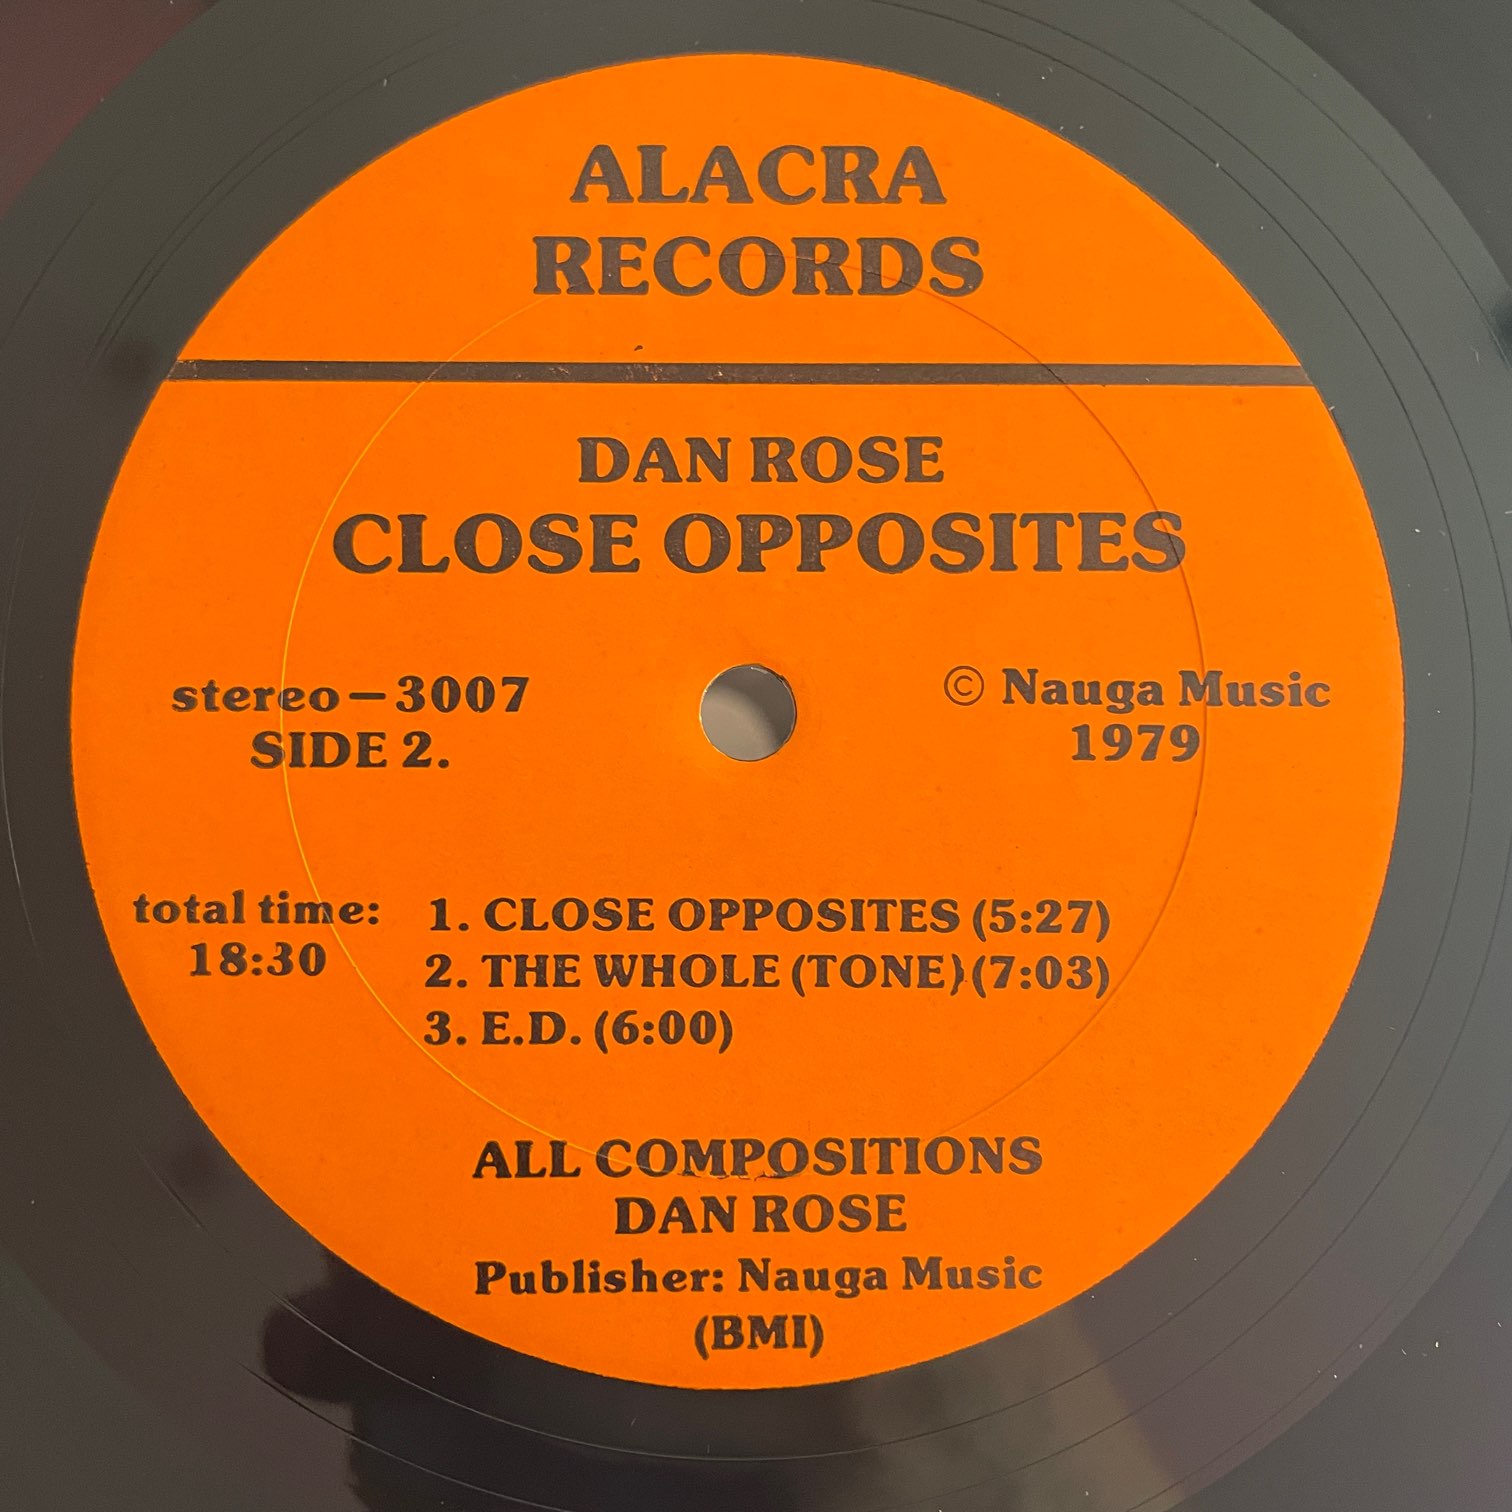 ALACRA
RECORDS
DAN ROSE
CLOSE OPPOSITES
stereo—3007
SIDE 2.
© Nauga Music
1979
total time:
18:30
1. CLOSE OPPOSITES (5:27)
2. THE WHOLE (TONE) (7:03)
3. E.D. (6:00)
ALL COMPOSITIONS
DAN ROSE
Publisher: Nauga Music
(BMI)